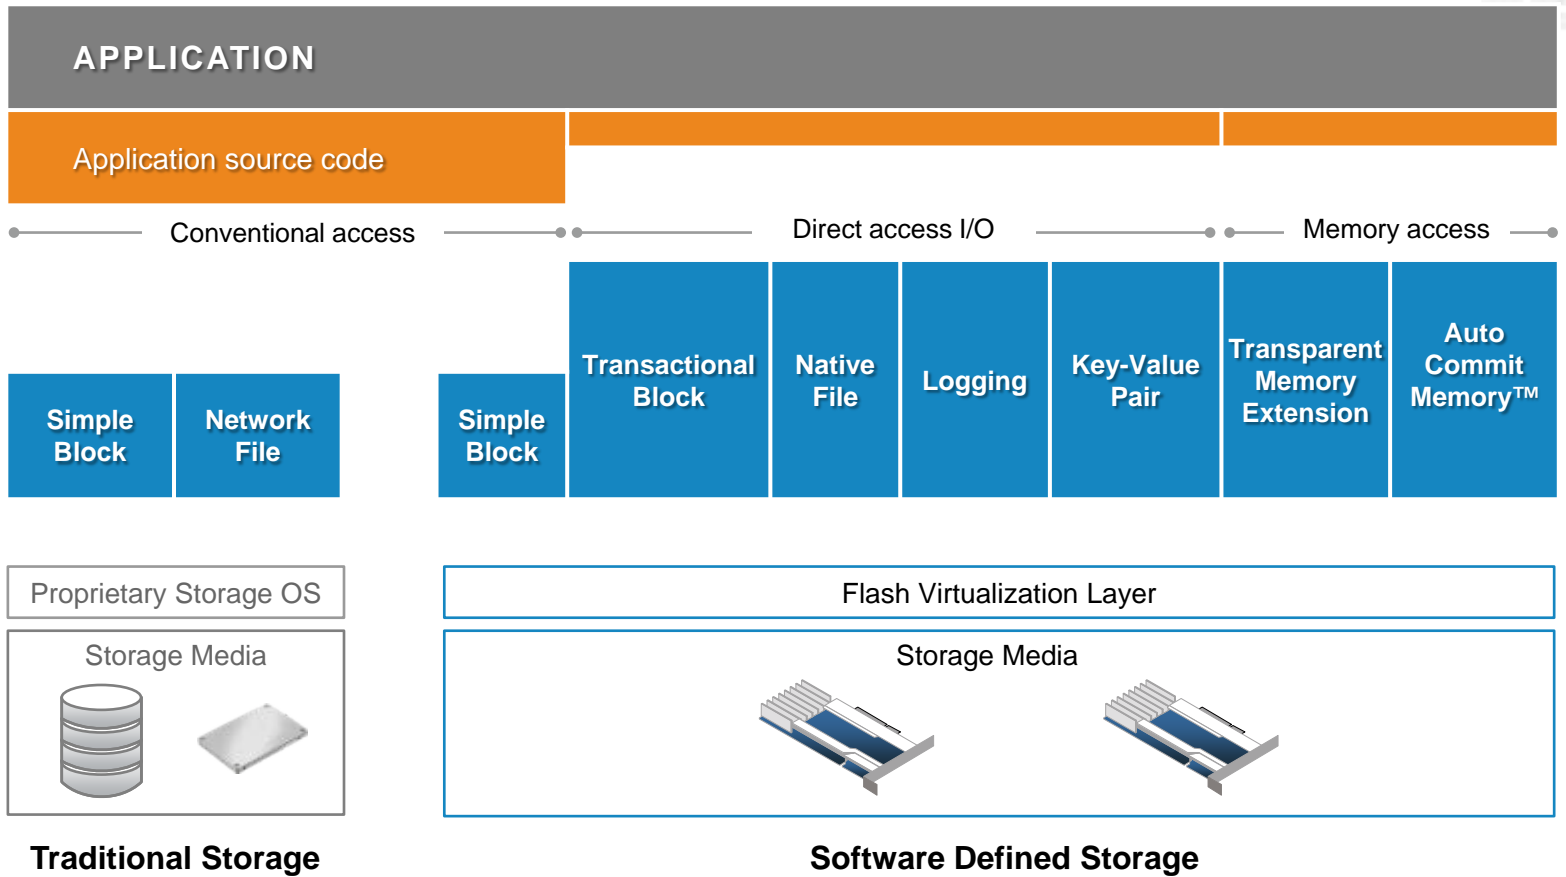 APPLICATION
Application source code
Conventional access
Direct access I/O
Memory access
Simple
Block
Network
File
Simple
Block
Transactional
Block
Native
File
Logging
Key-Value
Pair
Transparent
Memory
Extension
Auto
Commit
Memory™
Proprietary Storage OS
Flash Virtualization Layer
Storage Media
Storage Media
Traditional Storage
Software Defined Storage